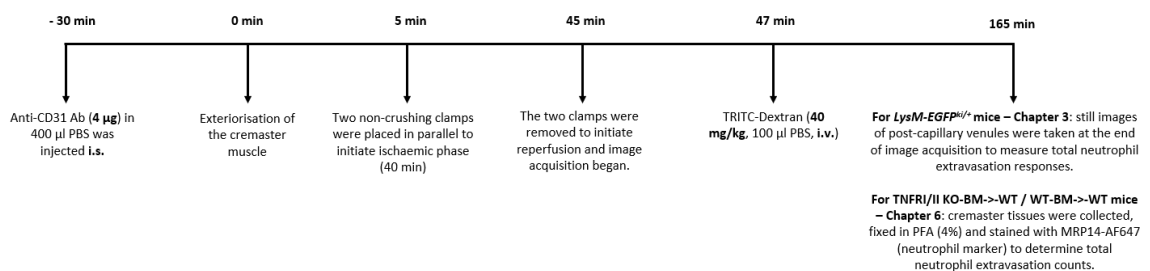 - 30 min
0 min
5 min
45 min
47 min
165 min
Anti-CD31 Ab (4 µg) in
400 µl PBS was
injected i.s.
Exteriorisation of
the cremaster
muscle
Two non-crushing clamps
were placed in parallel to
initiate ischaemic phase
(40 min)
The two clamps were
removed to initiate
reperfusion and image
acquisition began.
TRITC-Dextran (40
mg/kg, 100 µl PBS, i.v.)
For LysM-EGFPki/+ mice – Chapter 3: still images
of post-capillary venules were taken at the end
of image acquisition to measure total neutrophil
extravasation responses.
For TNFRI/II KO-BM->-WT / WT-BM->-WT mice
– Chapter 6: cremaster tissues were collected,
fixed in PFA (4%) and stained with MRP14-AF647
(neutrophil marker) to determine total
neutrophil extravasation counts.